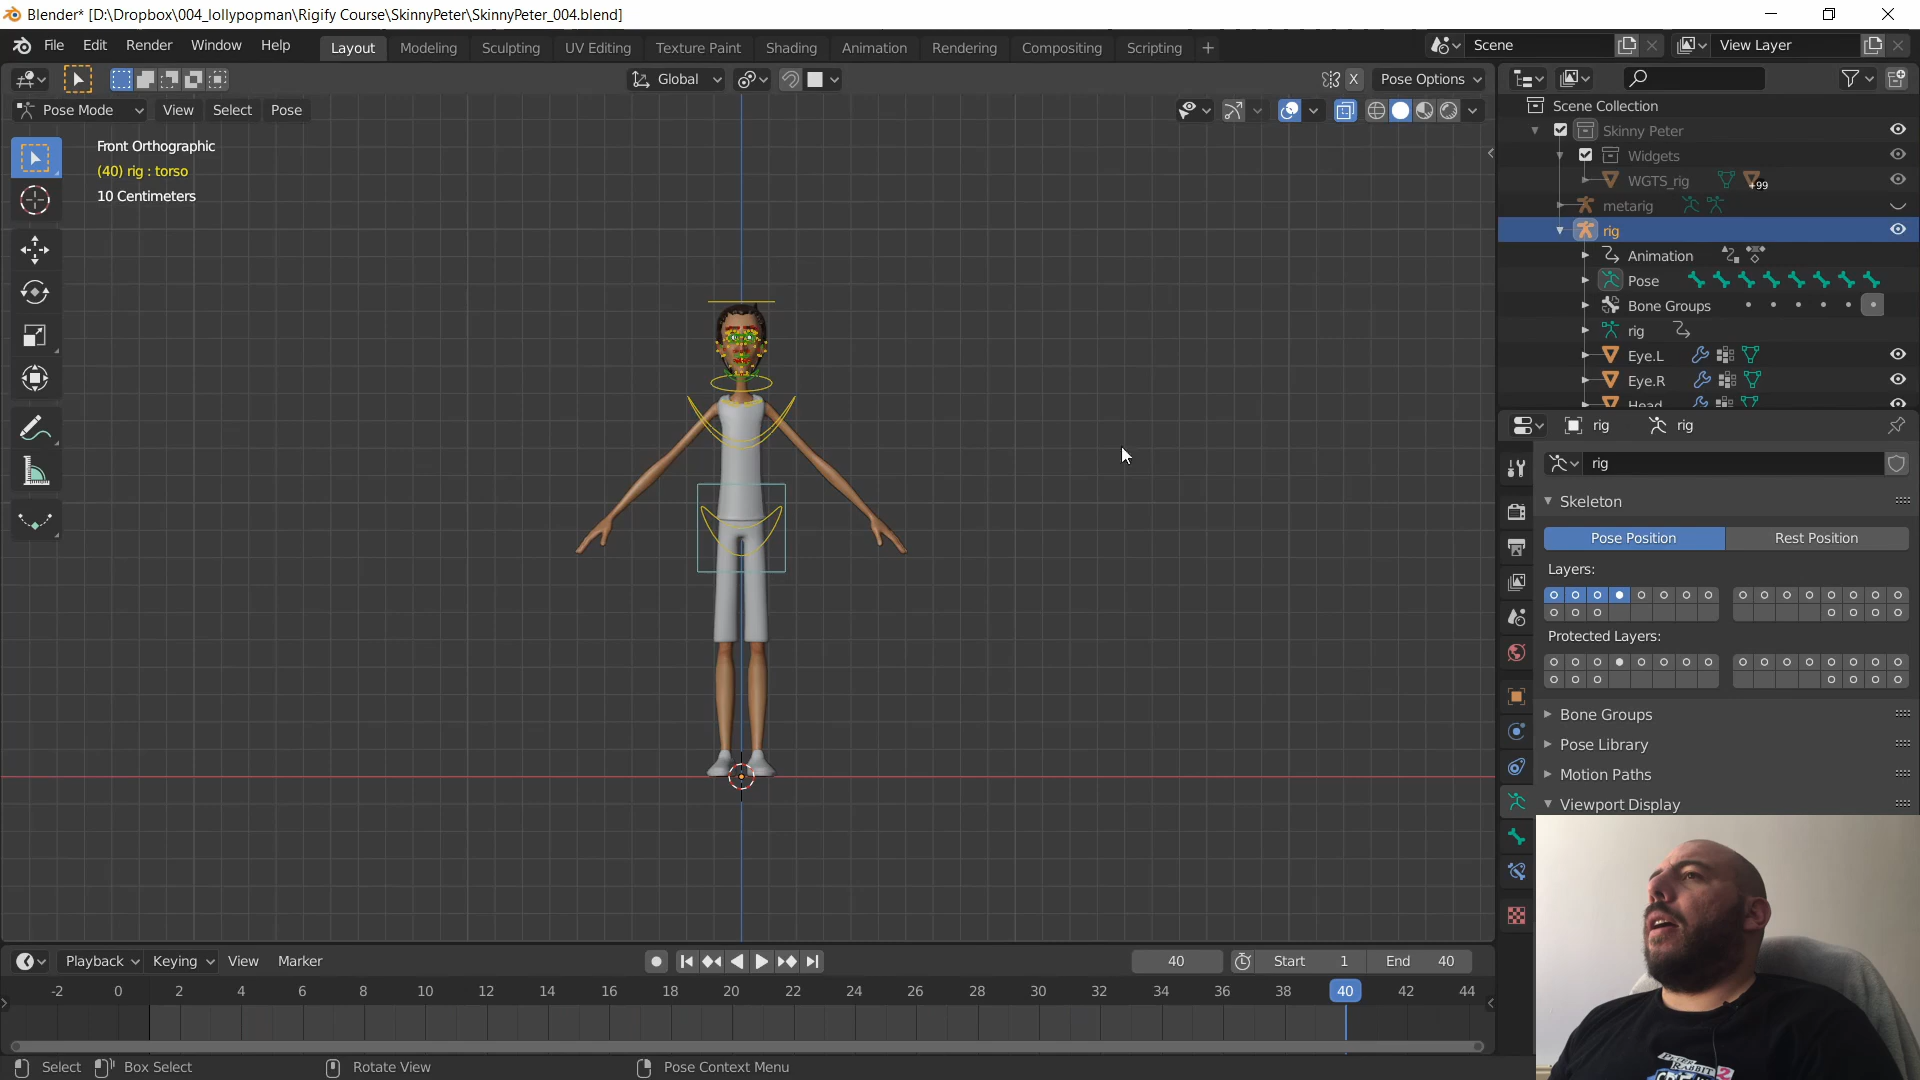 Blender* [D:\Dropbox\004_lollypopman\Rigify Course\SkinnyPeter\SkinnyPeter_004.blend]
File Edit Render Window Help Layout Modeling Sculpting UV Editing Texture Paint Shading Animation Rendering Compositing Scripting + Scene View Layer
Global X Pose Options
Pose Mode View Select Pose
Front Orthographic
(40) rig : torso
10 Centimeters
Scene Collection
Skinny Peter
Widgets
WGTS_rig +99
metarig
rig
Animation
Pose
Bone Groups
rig
Eye.L
Eye.R
Head
rig rig
rig
Skeleton
Pose Position Rest Position
Layers:
Protected Layers:
Bone Groups
Pose Library
Motion Paths
Viewport Display
Playback Keying View Marker 40 Start 1 End 40
-2 0 2 4 6 8 10 12 14 16 18 20 22 24 26 28 30 32 34 36 38 40 42 44
Select Box Select Rotate View Pose Context Menu
PETER
RABBIT 2